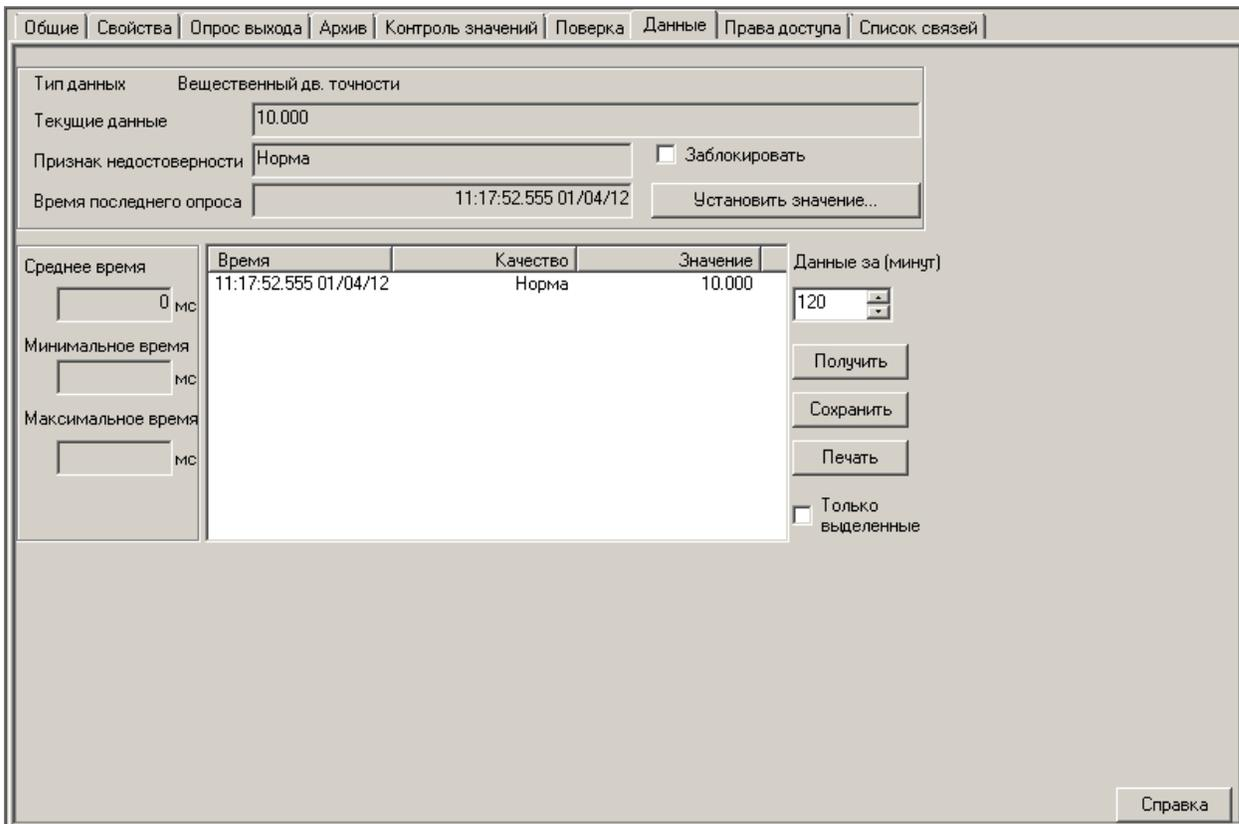 Общие Свойства Опрос выхода Архив Контроль значений Поверка Данные Права доступа Список связей
Тип данных Вещественный дв. точности
Текущие данные 10.000
Признак недостоверности Норма Заблокировать
Время последнего опроса 11:17:52.555 01/04/12 Установить значение...
Среднее время
0 мс
Минимальное время
мс
Максимальное время
мс
Время Качество Значение
11:17:52.555 01/04/12 Норма 10.000
Данные за (минут)
120
Получить
Сохранить
Печать
Только
выделенные
Справка